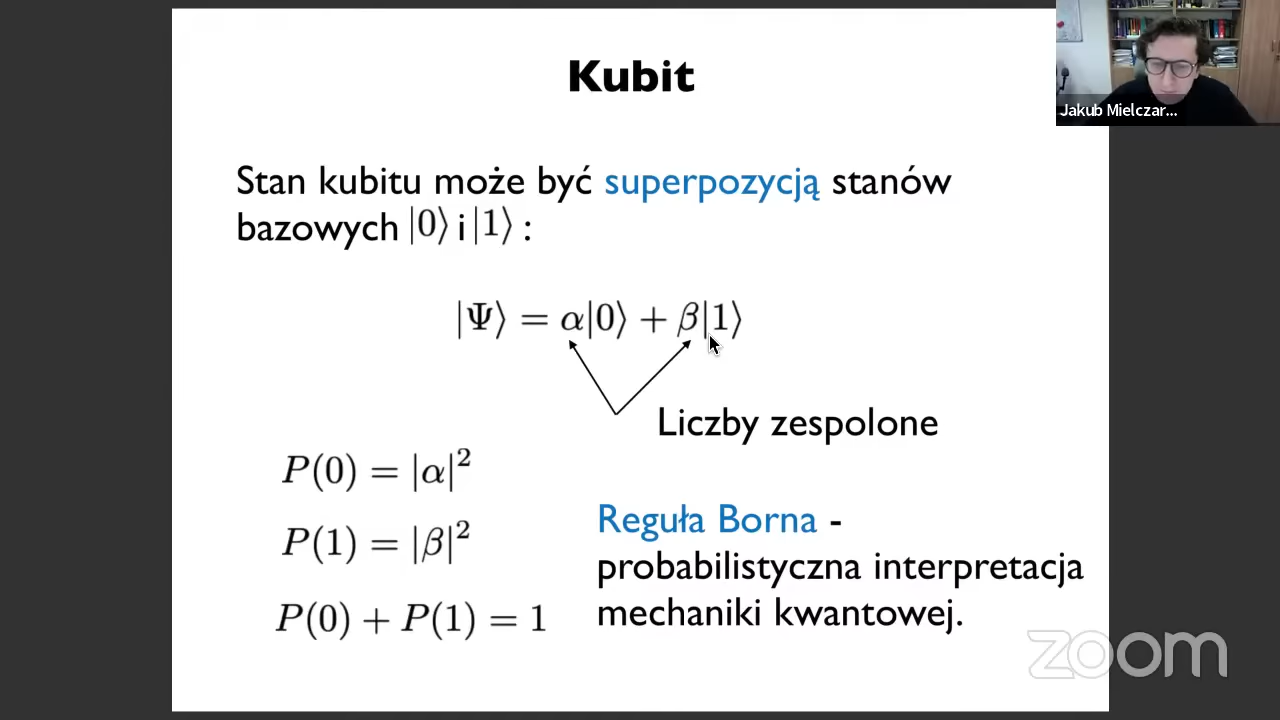 Kubit
Jakub Mielczar...
Stan kubitu może być superpozycją stanów
bazowych |0⟩ i |1⟩ :
|Ψ⟩ = α|0⟩ + β|1⟩
Liczby zespolone
P(0) = |α|²
P(1) = |β|²
P(0) + P(1) = 1
Reguła Borna -
probabilistyczna interpretacja
mechaniki kwantowej.
zoom